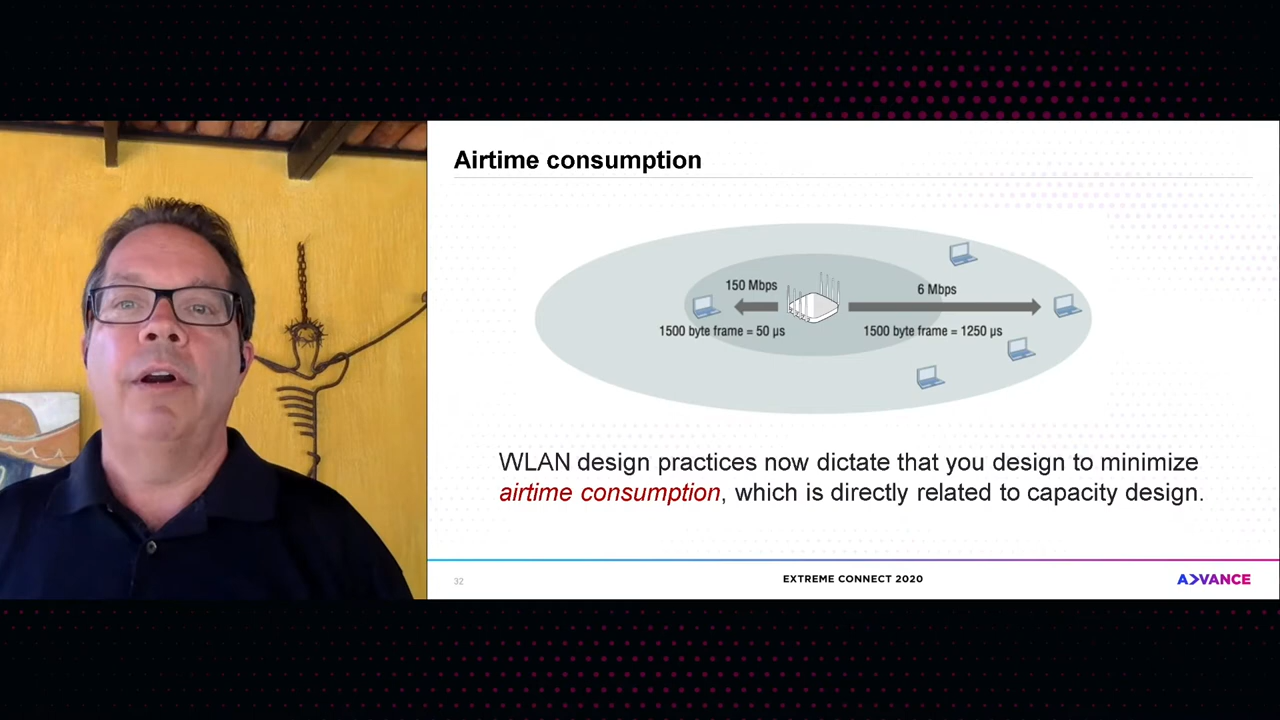 Airtime consumption
150 Mbps
6 Mbps
1500 byte frame = 50 µs
1500 byte frame = 1250 µs
WLAN design practices now dictate that you design to minimize
airtime consumption, which is directly related to capacity design.
32
EXTREME CONNECT 2020
ADVANCE